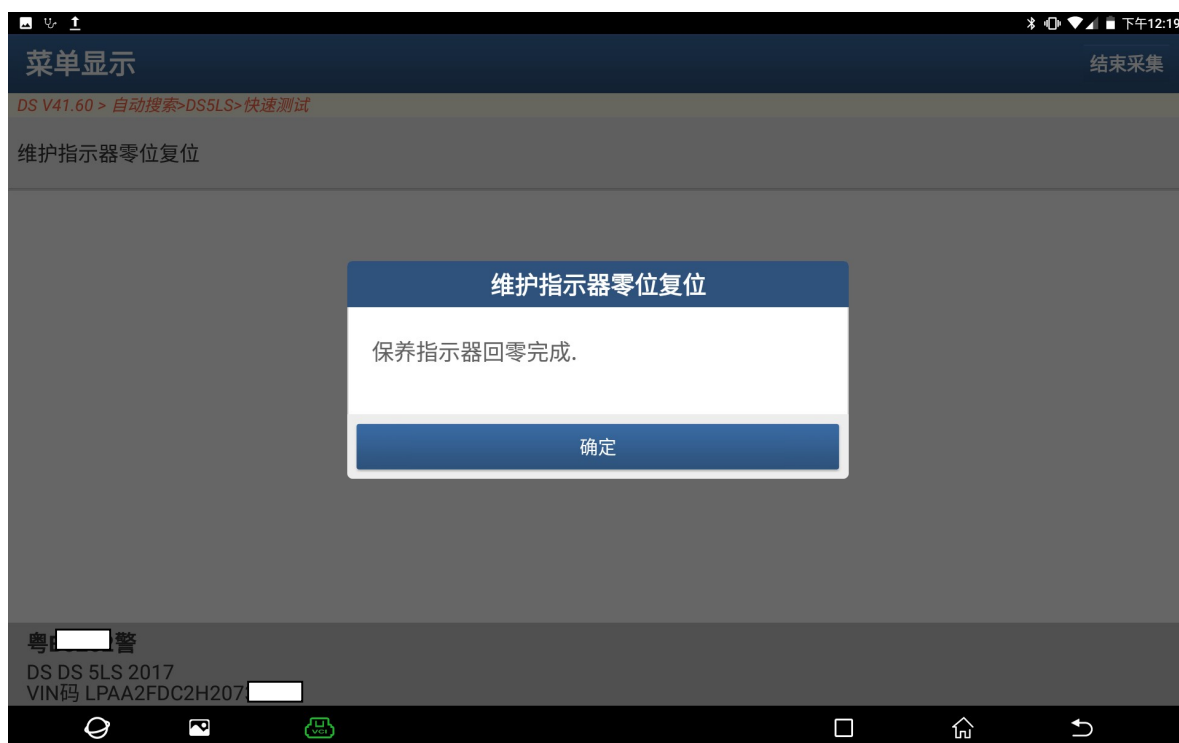 下午12:19
菜单显示
结束采集
DS V41.60 > 自动搜索>DS5LS>快速测试
维护指示器零位复位
维护指示器零位复位
保养指示器回零完成.
确定
粤 警
DS DS 5LS 2017
VIN码 LPAA2FDC2H207
VCI